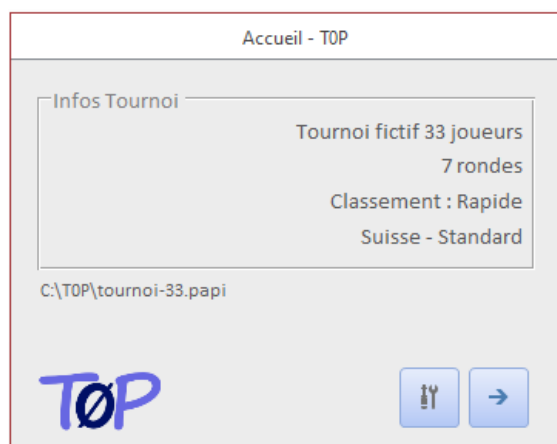 Accueil - T0P
Infos Tournoi
Tournoi fictif 33 joueurs
7 rondes
Classement : Rapide
Suisse - Standard
C:\T0P\tournoi-33.papi
TØP